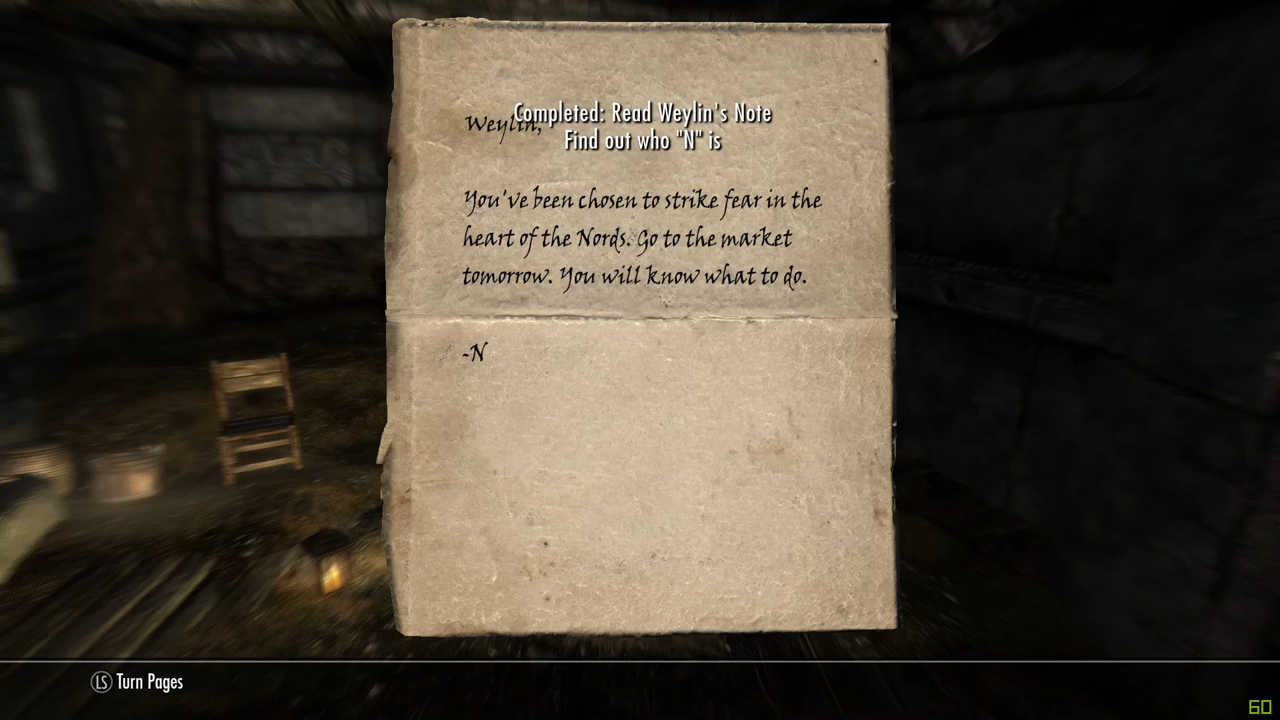 Completed: Read Weylin's Note
Weylin,
Find out who "N" is
You've been chosen to strike fear in the
heart of the Nords. Go to the market
tomorrow. You will know what to do.
-N
LS Turn Pages
60